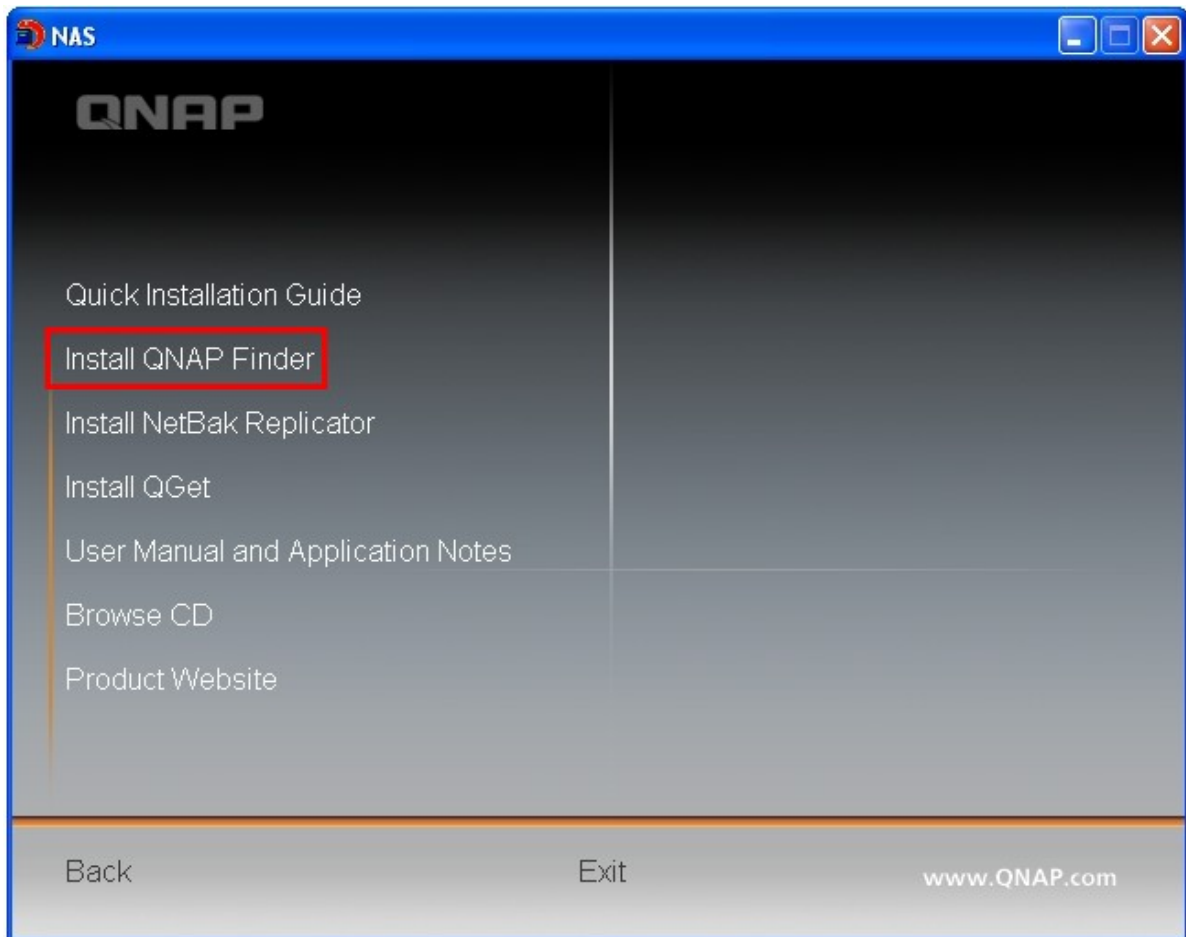 NAS
QNAP
Quick Installation Guide
Install QNAP Finder
Install NetBak Replicator
Install QGet
User Manual and Application Notes
Browse CD
Product Website
Back
Exit
www.QNAP.com